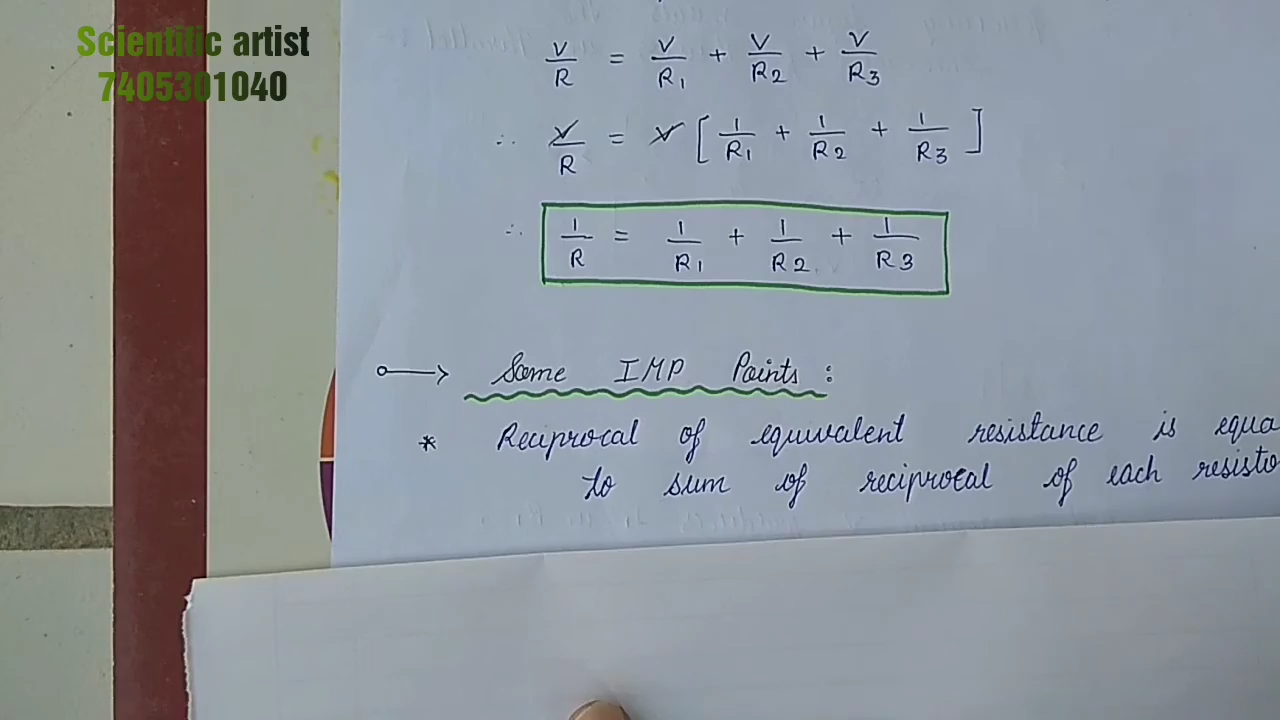 Scientific artist
7405301040
V/R = V/R1 + V/R2 + V/R3
∴ V/R = V [ 1/R1 + 1/R2 + 1/R3 ]
∴ 1/R = 1/R1 + 1/R2 + 1/R3
Some IMP Points :
* Reciprocal of equivalent resistance is equa
to sum of reciprocal of each resisto